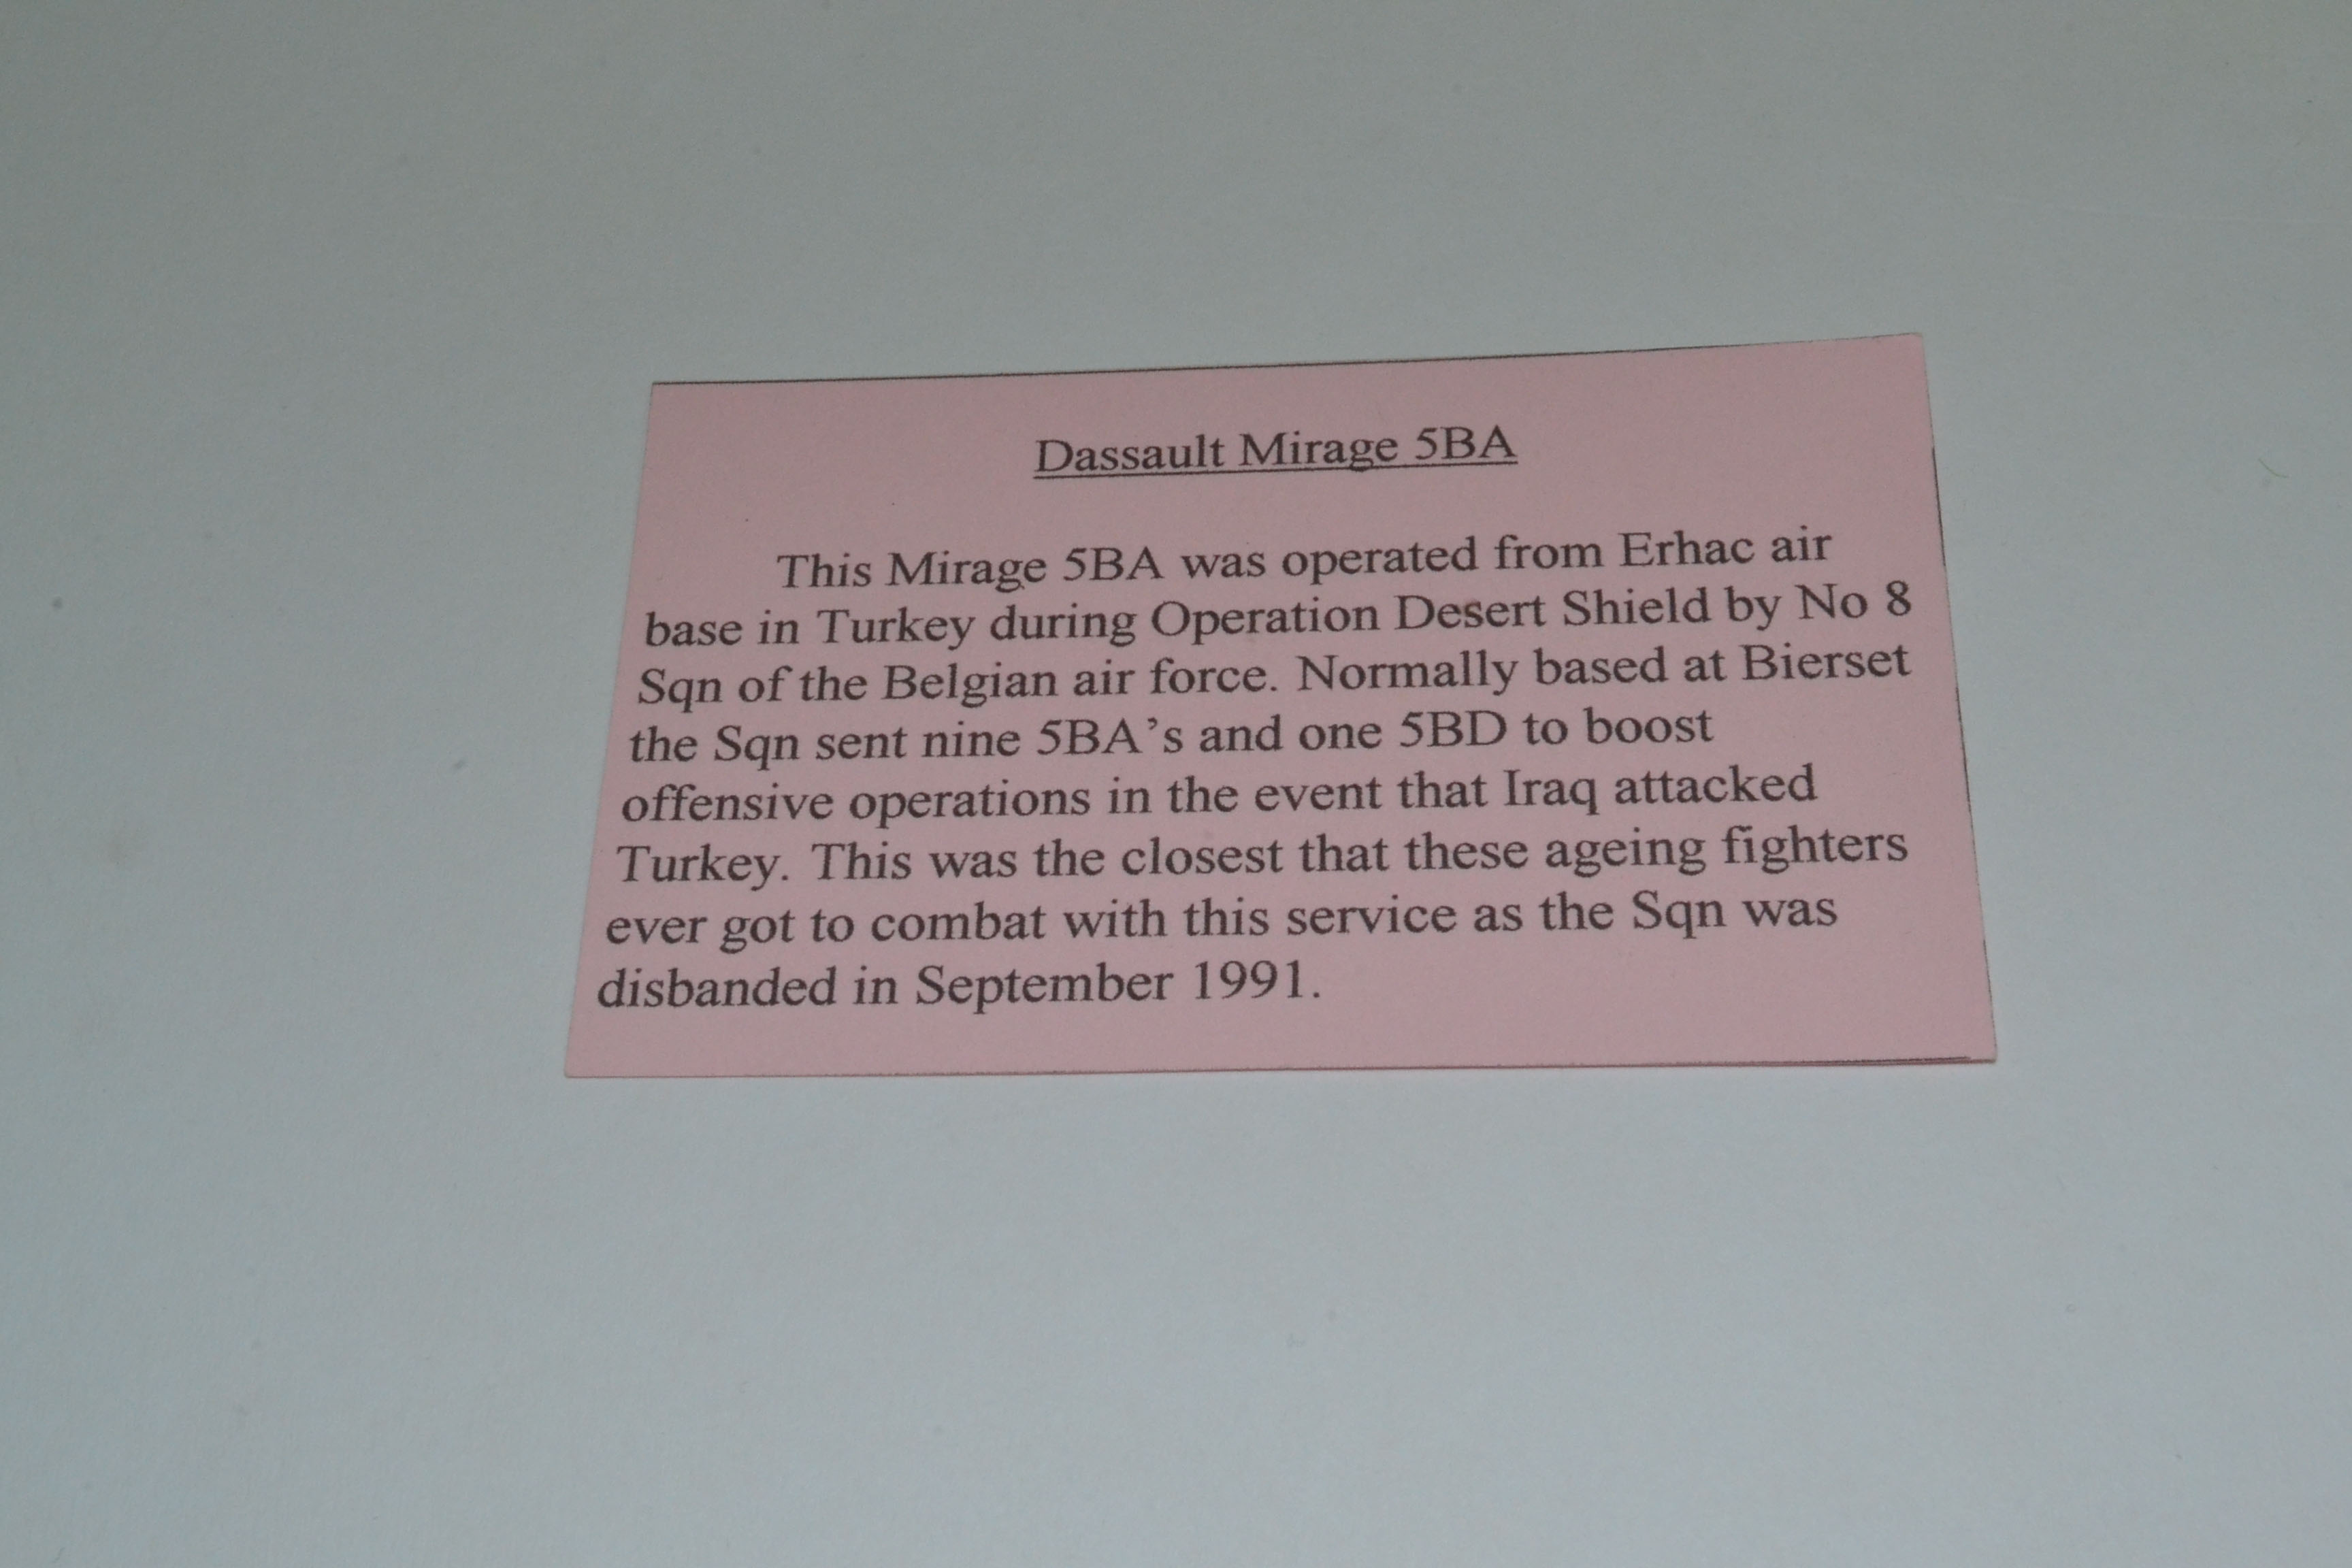 Dassault Mirage 5BA
This Mirage 5BA was operated from Erhac air
base in Turkey during Operation Desert Shield by No 8
Sqn of the Belgian air force. Normally based at Bierset
the Sqn sent nine 5BA's and one 5BD to boost
offensive operations in the event that Iraq attacked
Turkey. This was the closest that these ageing fighters
ever got to combat with this service as the Sqn was
disbanded in September 1991.